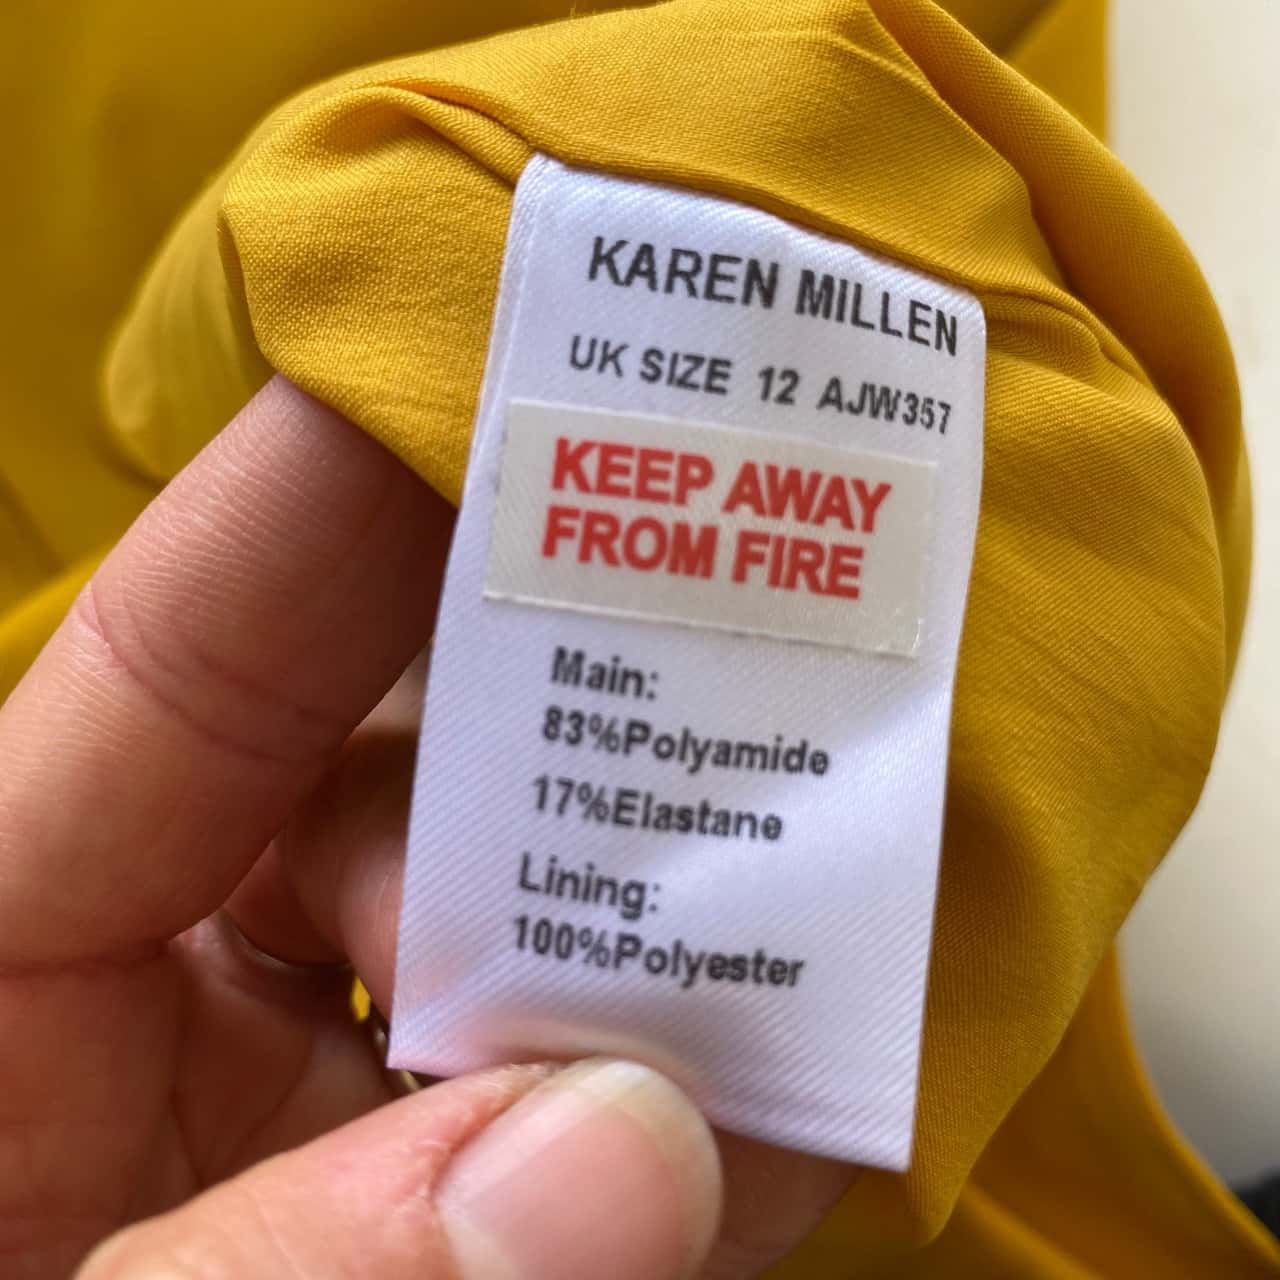 KAREN MILLEN
UK SIZE 12 AJW357
KEEP AWAY
FROM FIRE
Main:
83%Polyamide
17%Elastane
Lining:
100%Polyester